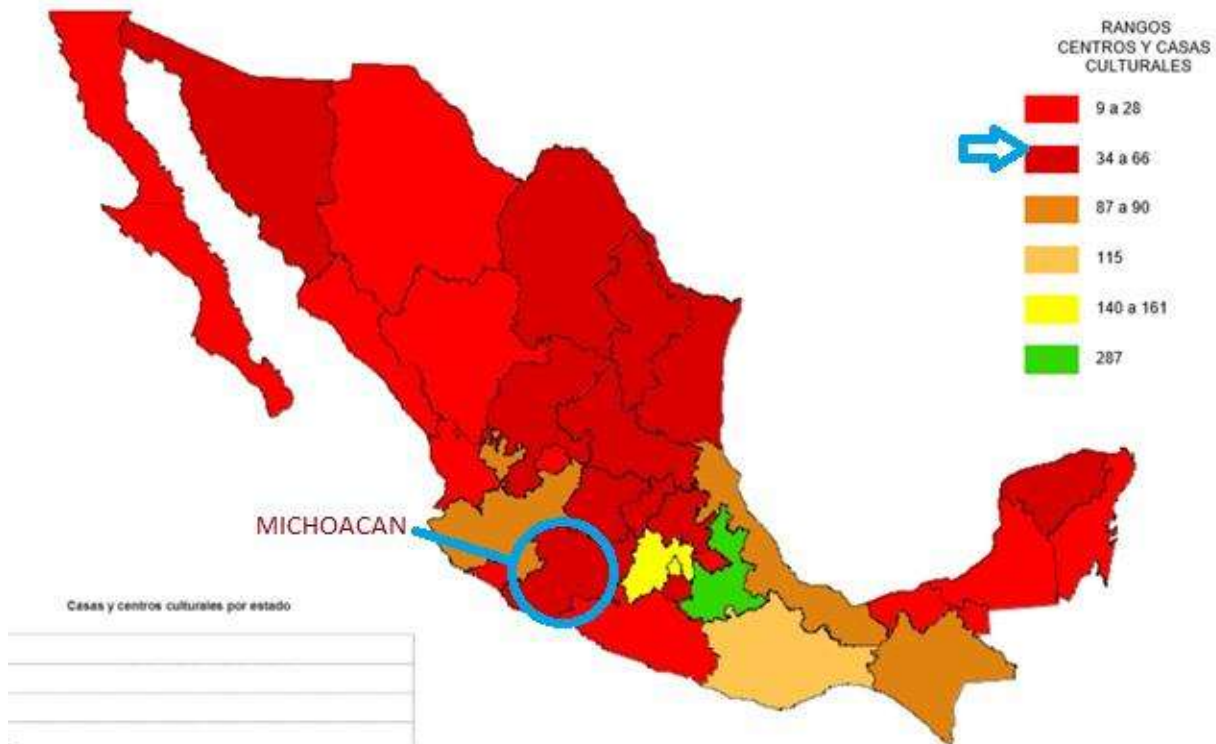 RANGOS
CENTROS Y CASAS
CULTURALES
9 a 28
34 a 66
87 a 90
115
140 a 161
287
MICHOACAN
Casas y centros culturales por estado